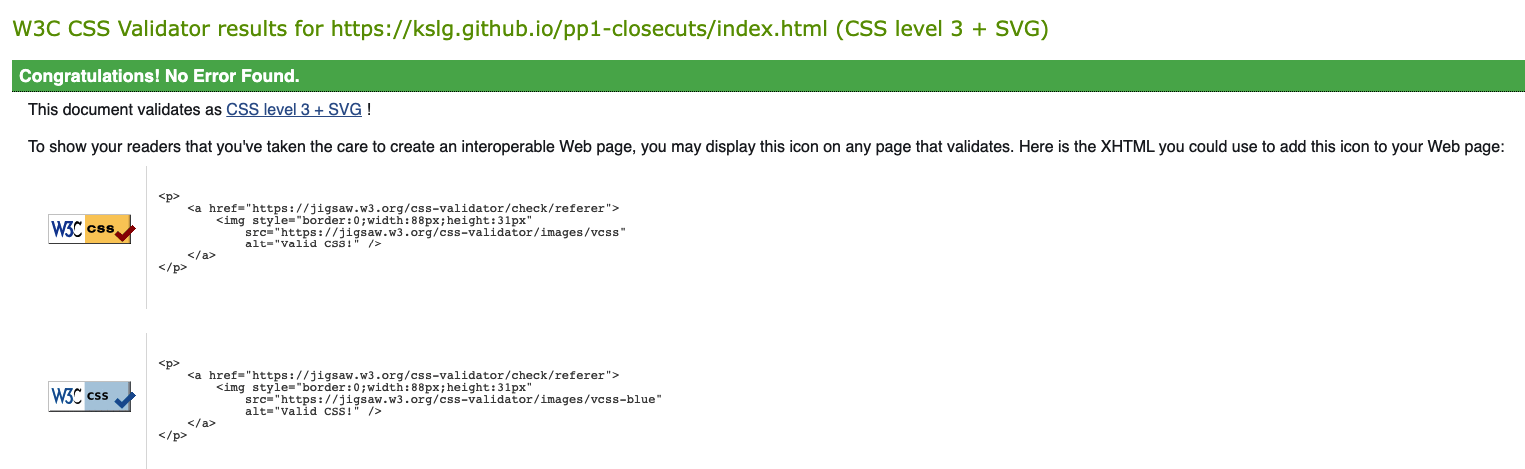 W3C CSS Validator results for https://kslg.github.io/pp1-closecuts/index.html (CSS level 3 + SVG)
Congratulations! No Error Found.
This document validates as CSS level 3 + SVG !
To show your readers that you've taken the care to create an interoperable Web page, you may display this icon on any page that validates. Here is the XHTML you could use to add this icon to your Web page:
W3C css
<p>
    <a href="https://jigsaw.w3.org/css-validator/check/referer">
        <img style="border:0;width:88px;height:31px"
            src="https://jigsaw.w3.org/css-validator/images/vcss"
            alt="Valid CSS!" />
    </a>
</p>
W3C css
<p>
    <a href="https://jigsaw.w3.org/css-validator/check/referer">
        <img style="border:0;width:88px;height:31px"
            src="https://jigsaw.w3.org/css-validator/images/vcss-blue"
            alt="Valid CSS!" />
    </a>
</p>